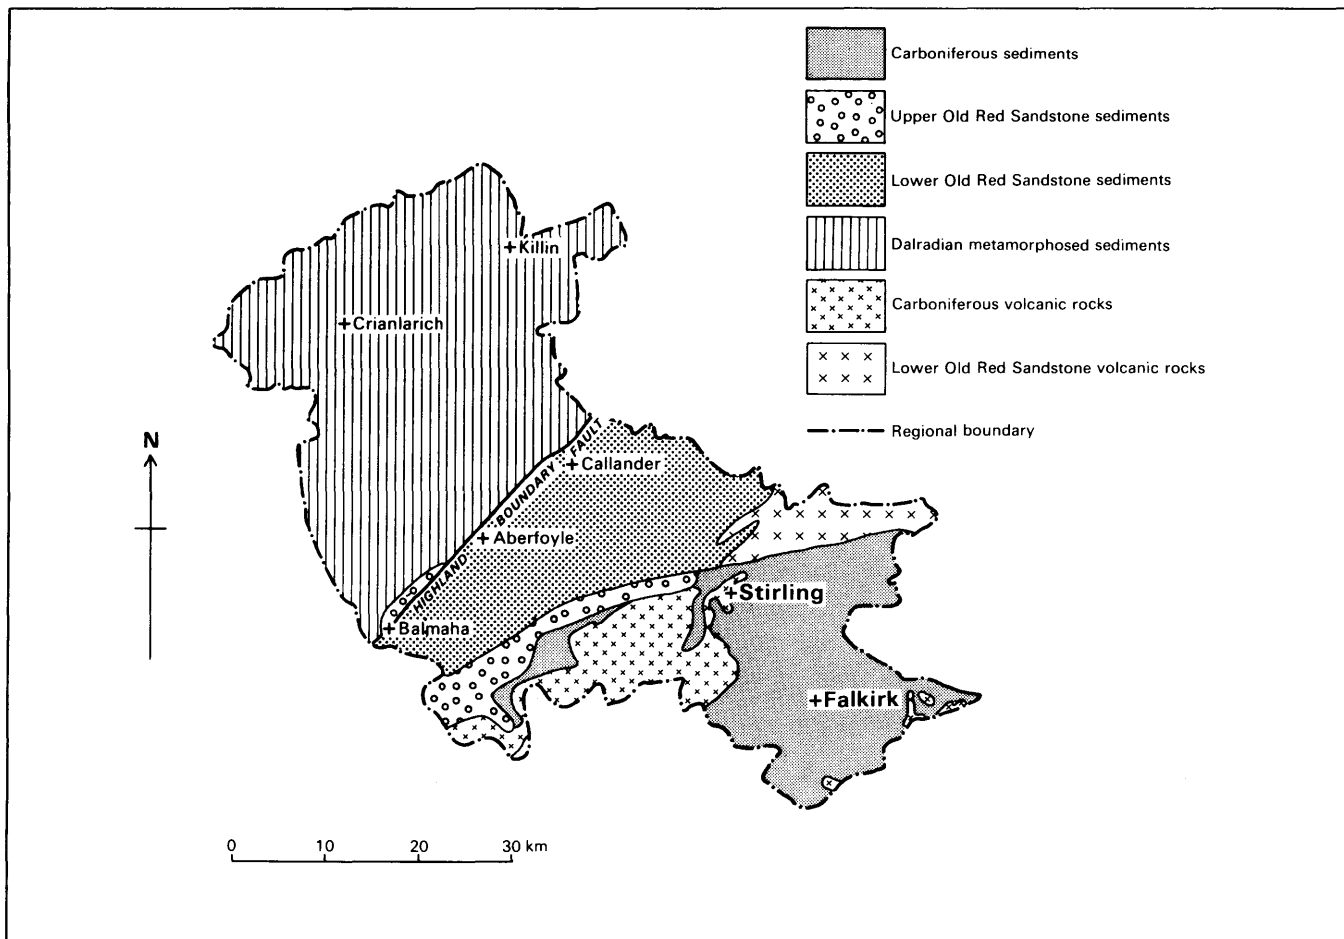 Carboniferous sediments
Upper Old Red Sandstone sediments
Lower Old Red Sandstone sediments
Dalradian metamorphosed sediments
Carboniferous volcanic rocks
Lower Old Red Sandstone volcanic rocks
Regional boundary
N
+Killin
+Crianlarich
+Callander
HIGHLAND BOUNDARY FAULT
+Aberfoyle
+Stirling
+Balmaha
+Falkirk
0 10 20 30 km